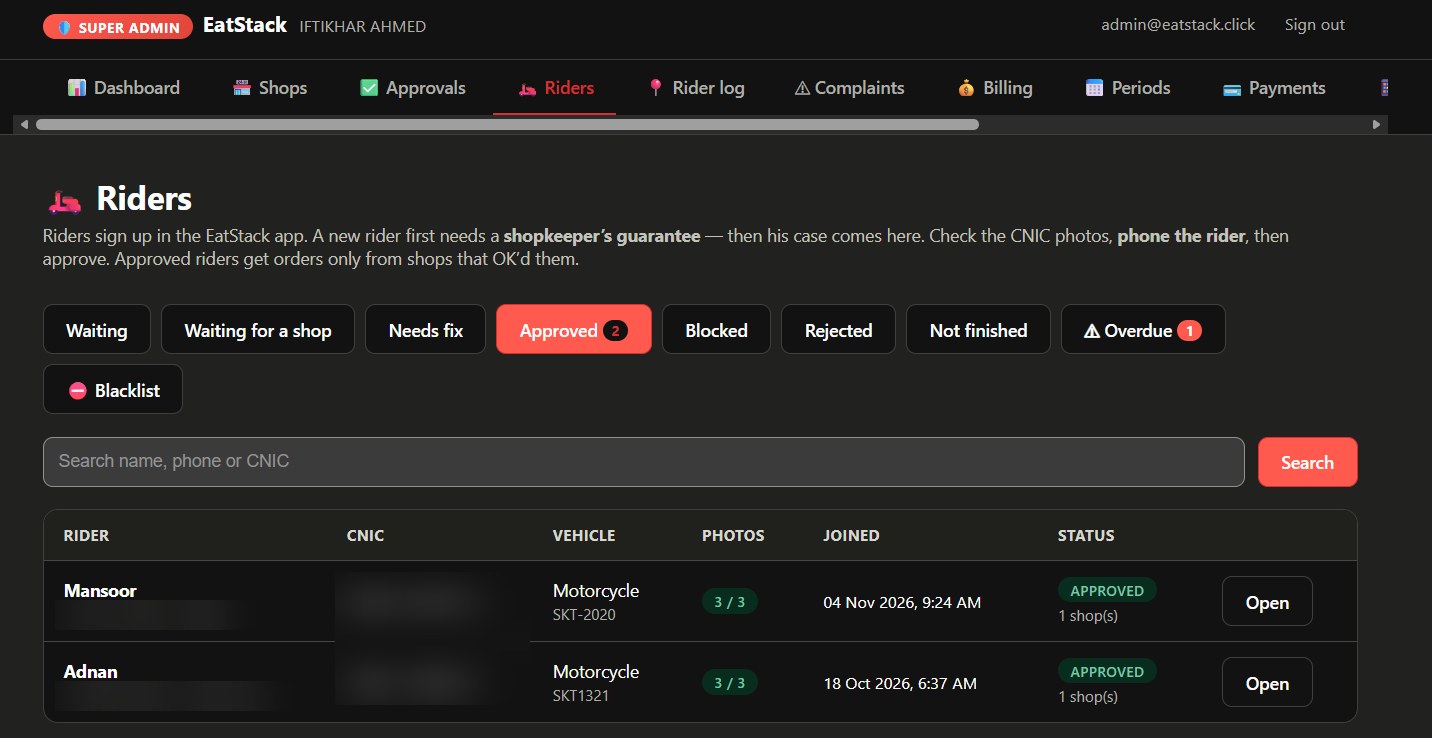 SUPER ADMIN EatStack IFTIKHAR AHMED admin@eatstack.click Sign out
Dashboard Shops Approvals Riders Rider log Complaints Billing Periods Payments
Riders
Riders sign up in the EatStack app. A new rider first needs a shopkeeper’s guarantee — then his case comes here. Check the CNIC photos, phone the rider, then
approve. Approved riders get orders only from shops that OK’d them.
Waiting Waiting for a shop Needs fix Approved 2 Blocked Rejected Not finished ⚠ Overdue 1
⛔ Blacklist
Search name, phone or CNIC Search
RIDER CNIC VEHICLE PHOTOS JOINED STATUS
Mansoor Motorcycle 3 / 3 04 Nov 2026, 9:24 AM APPROVED Open
SKT-2020 1 shop(s)
Adnan Motorcycle 3 / 3 18 Oct 2026, 6:37 AM APPROVED Open
SKT1321 1 shop(s)